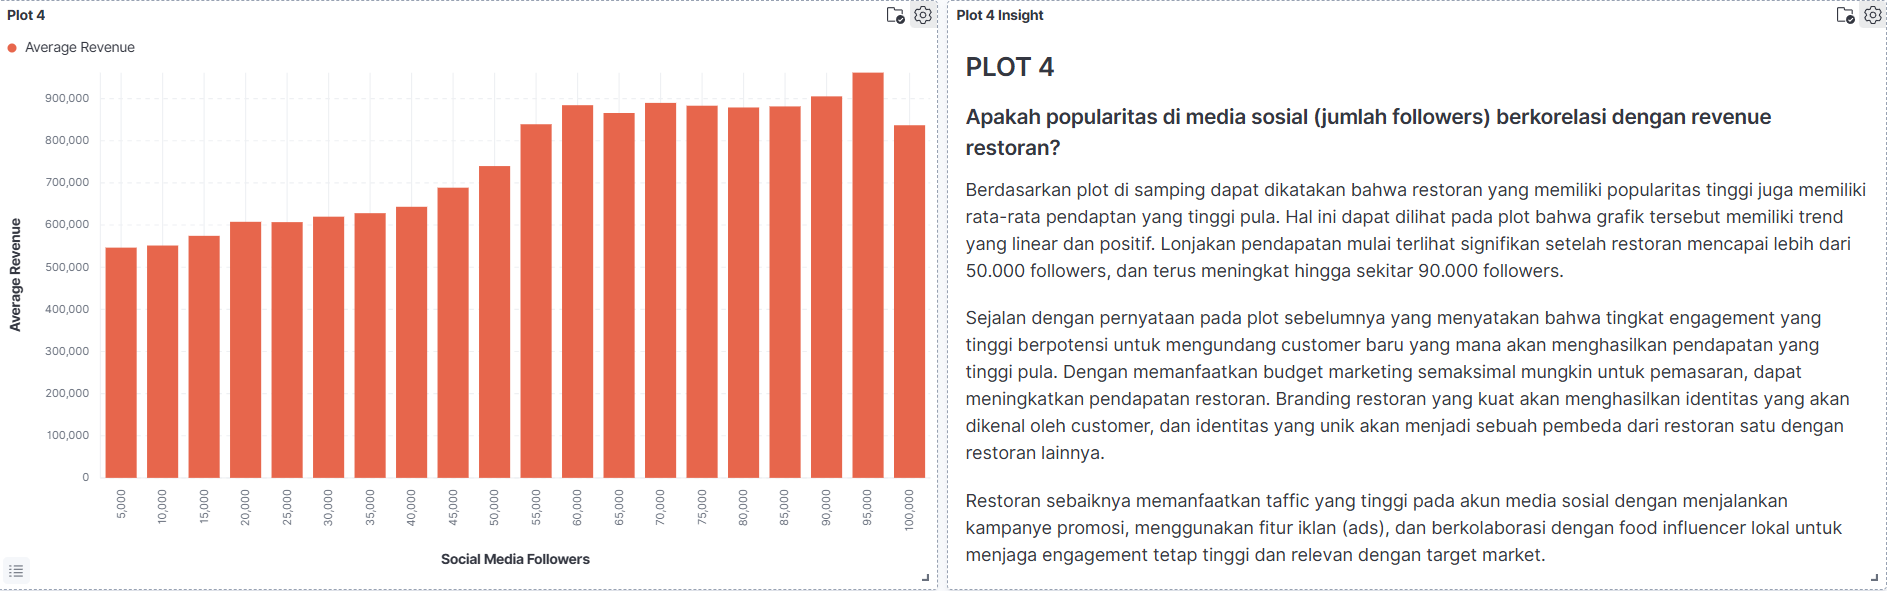 Plot 4
Average Revenue
900,000
800,000
700,000
600,000
500,000
400,000
300,000
200,000
100,000
0
Average Revenue
5,000
10,000
15,000
20,000
25,000
30,000
35,000
40,000
45,000
50,000
55,000
60,000
65,000
70,000
75,000
80,000
85,000
90,000
95,000
100,000
Social Media Followers
Plot 4 Insight
PLOT 4
Apakah popularitas di media sosial (jumlah followers) berkorelasi dengan revenue
restoran?
Berdasarkan plot di samping dapat dikatakan bahwa restoran yang memiliki popularitas tinggi juga memiliki
rata-rata pendaptan yang tinggi pula. Hal ini dapat dilihat pada plot bahwa grafik tersebut memiliki trend
yang linear dan positif. Lonjakan pendapatan mulai terlihat signifikan setelah restoran mencapai lebih dari
50.000 followers, dan terus meningkat hingga sekitar 90.000 followers.
Sejalan dengan pernyataan pada plot sebelumnya yang menyatakan bahwa tingkat engagement yang
tinggi berpotensi untuk mengundang customer baru yang mana akan menghasilkan pendapatan yang
tinggi pula. Dengan memanfaatkan budget marketing semaksimal mungkin untuk pemasaran, dapat
meningkatkan pendapatan restoran. Branding restoran yang kuat akan menghasilkan identitas yang akan
dikenal oleh customer, dan identitas yang unik akan menjadi sebuah pembeda dari restoran satu dengan
restoran lainnya.
Restoran sebaiknya memanfaatkan taffic yang tinggi pada akun media sosial dengan menjalankan
kampanye promosi, menggunakan fitur iklan (ads), dan berkolaborasi dengan food influencer lokal untuk
menjaga engagement tetap tinggi dan relevan dengan target market.